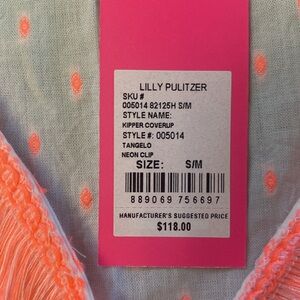 LILLY PULITZER
SKU #
005014 82125H S/M
STYLE NAME:
KIPPER COVERUP
STYLE #: 005014
TANGELO
NEON CLIP
SIZE: S/M
889069 756697
MANUFACTURER'S SUGGESTED PRICE
$118.00